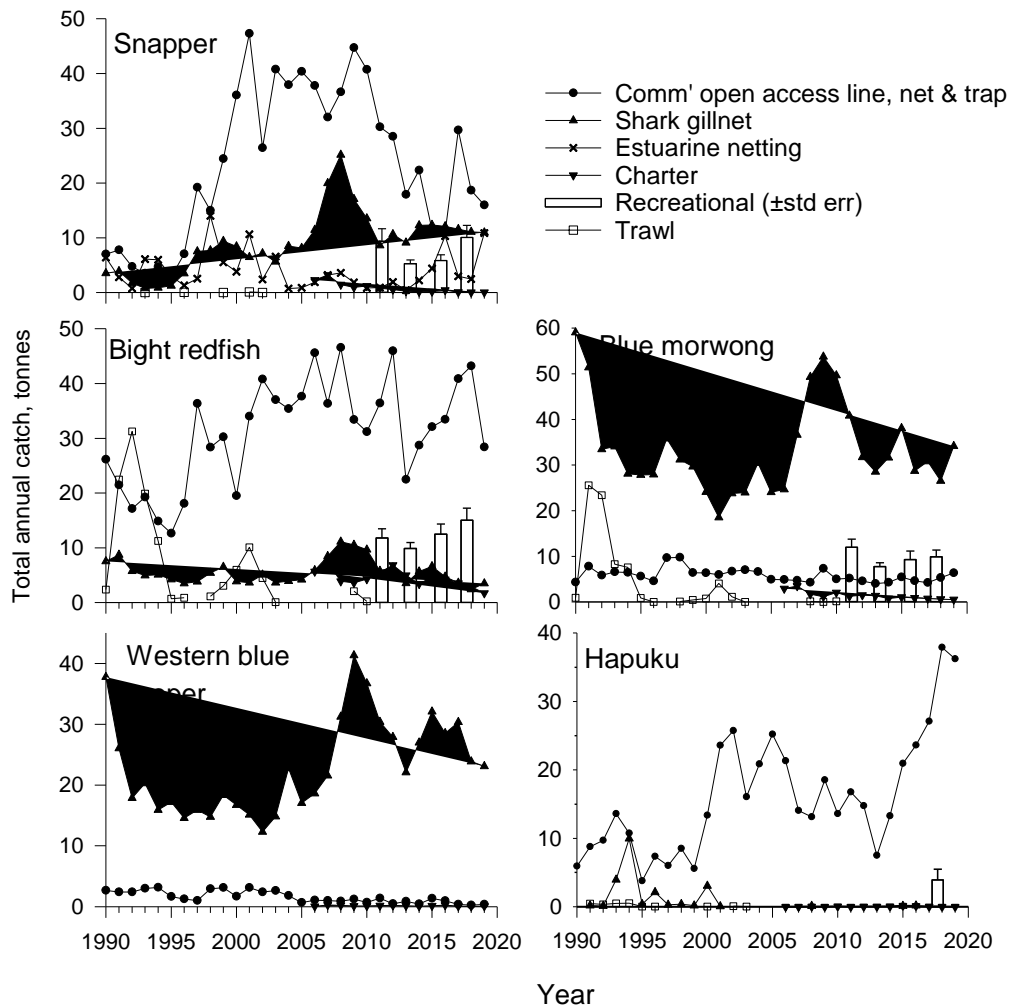 50
40
30
20
10
0
Snapper
Comm' open access line, net & trap
Shark gillnet
Estuarine netting
Charter
Recreational (±std err)
Trawl
Total annual catch, tonnes
50
40
30
20
10
0
Bight redfish
60
50
40
30
20
10
0
Blue morwong
40
30
20
10
0
Western blue
1990 1995 2000 2005 2010 2015 2020
40
30
20
10
0
Hapuku
1990 1995 2000 2005 2010 2015 2020
Year